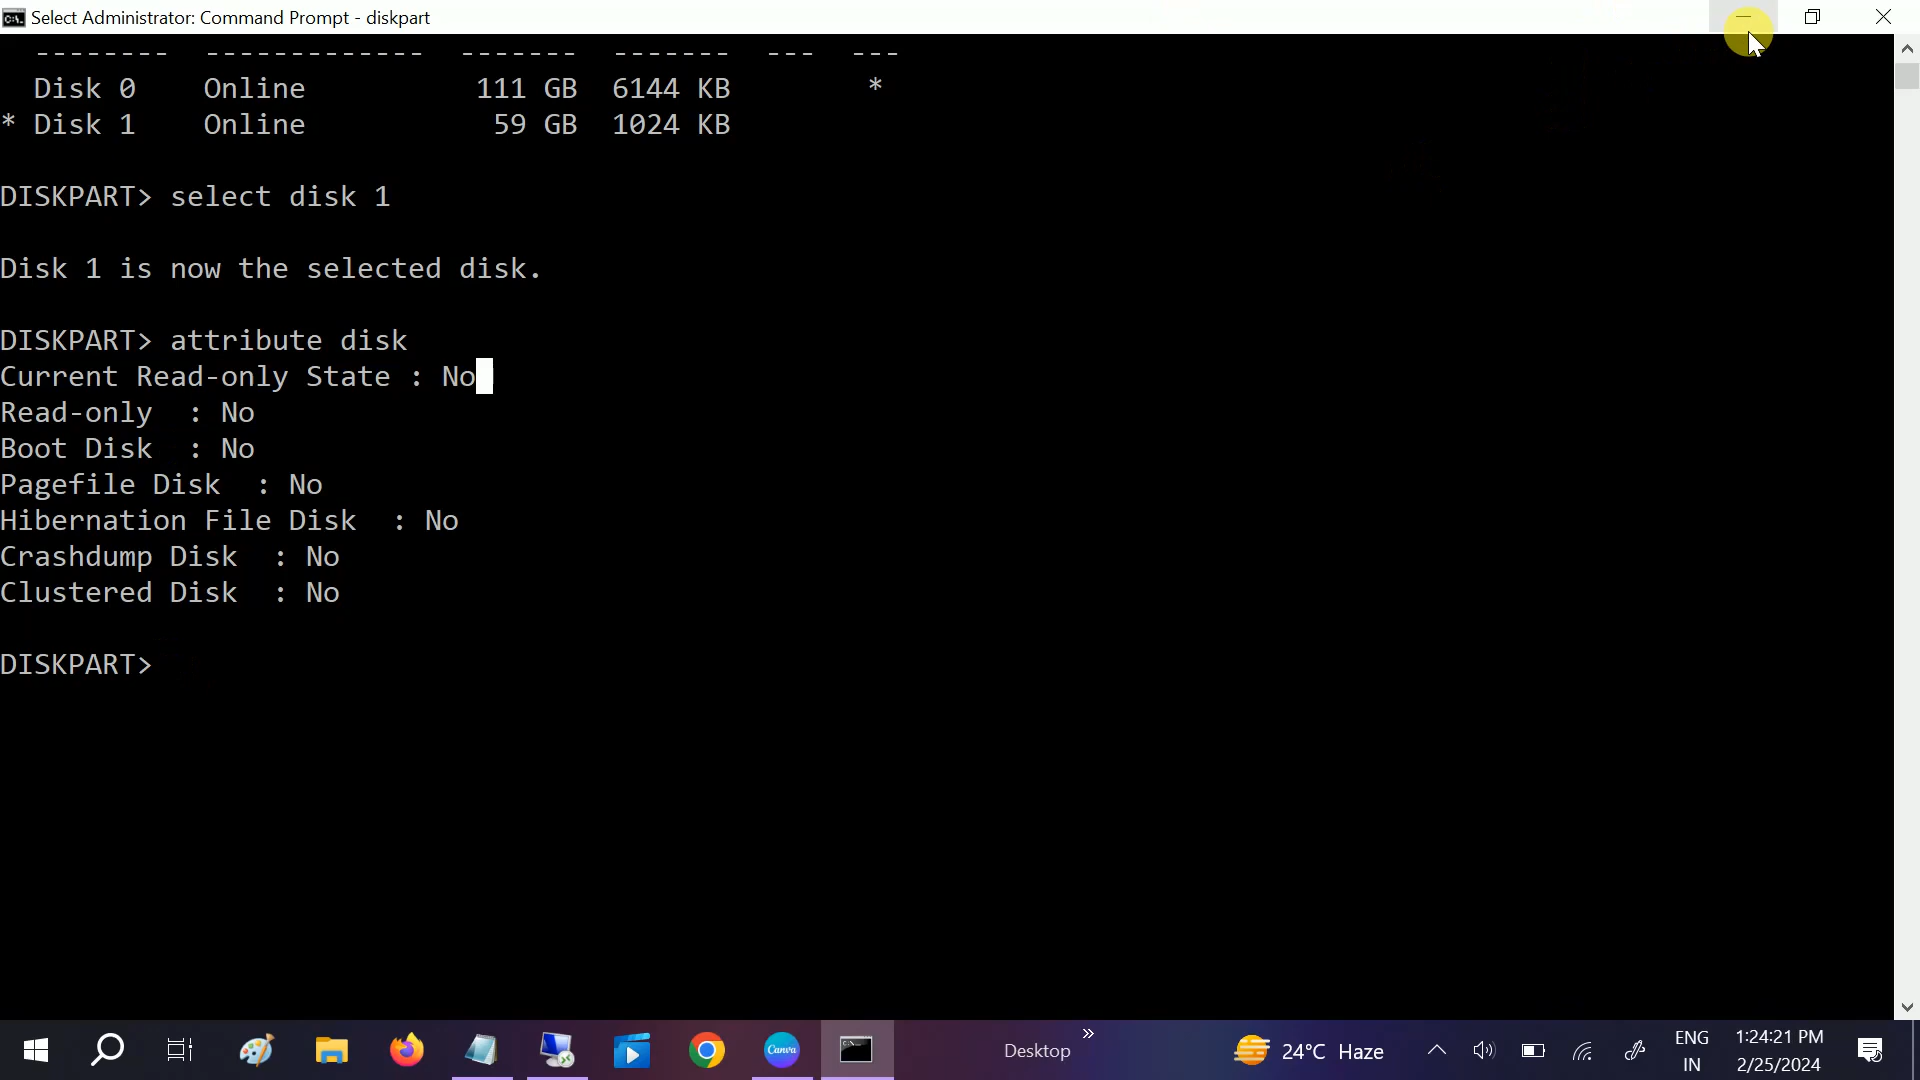 Select Administrator: Command Prompt - diskpart
-------- ------------- ------- ------- --- ---
Disk 0 Online 111 GB 6144 KB *
* Disk 1 Online 59 GB 1024 KB
DISKPART> select disk 1
Disk 1 is now the selected disk.
DISKPART> attribute disk
Current Read-only State : No
Read-only : No
Boot Disk : No
Pagefile Disk : No
Hibernation File Disk : No
Crashdump Disk : No
Clustered Disk : No
DISKPART>
Canva
Desktop
24°C Haze
ENG
IN
1:24:21 PM
2/25/2024